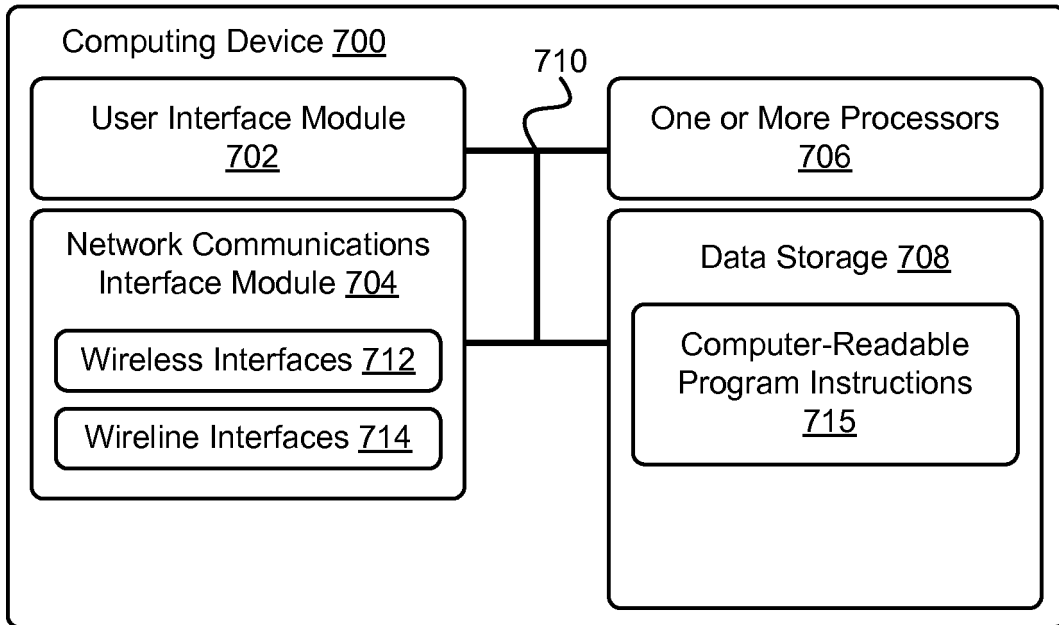 Computing Device 700
710
User Interface Module
702
One or More Processors
706
Network Communications
Interface Module 704
Wireless Interfaces 712
Wireline Interfaces 714
Data Storage 708
Computer-Readable
Program Instructions
715